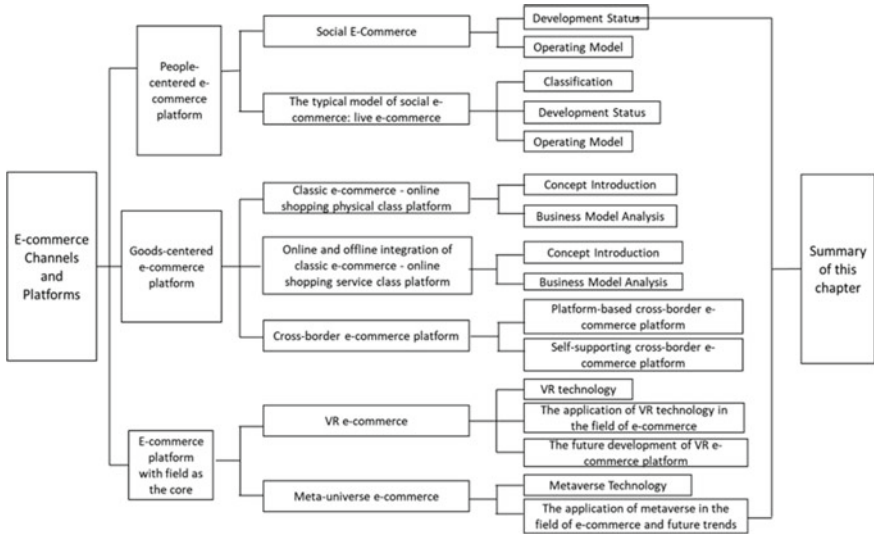 E-commerce
Channels
and
Platforms
People-
centered e-
commerce
platform
Social E-Commerce
Development Status
Operating Model
The typical model of social e-
commerce: live e-commerce
Classification
Development Status
Operating Model
Goods-centered
e-commerce
platform
Classic e-commerce - online
shopping physical class platform
Concept Introduction
Business Model Analysis
Online and offline integration of
classic e-commerce - online
shopping service class platform
Concept Introduction
Business Model Analysis
Cross-border e-commerce platform
Platform-based cross-border e-
commerce platform
Self-supporting cross-border e-
commerce platform
E-commerce
platform
with field as
the core
VR e-commerce
VR technology
The application of VR technology in
the field of e-commerce
The future development of VR e-
commerce platform
Meta-universe e-commerce
Metaverse Technology
The application of metaverse in the
field of e-commerce and future trends
Summary
of this
chapter